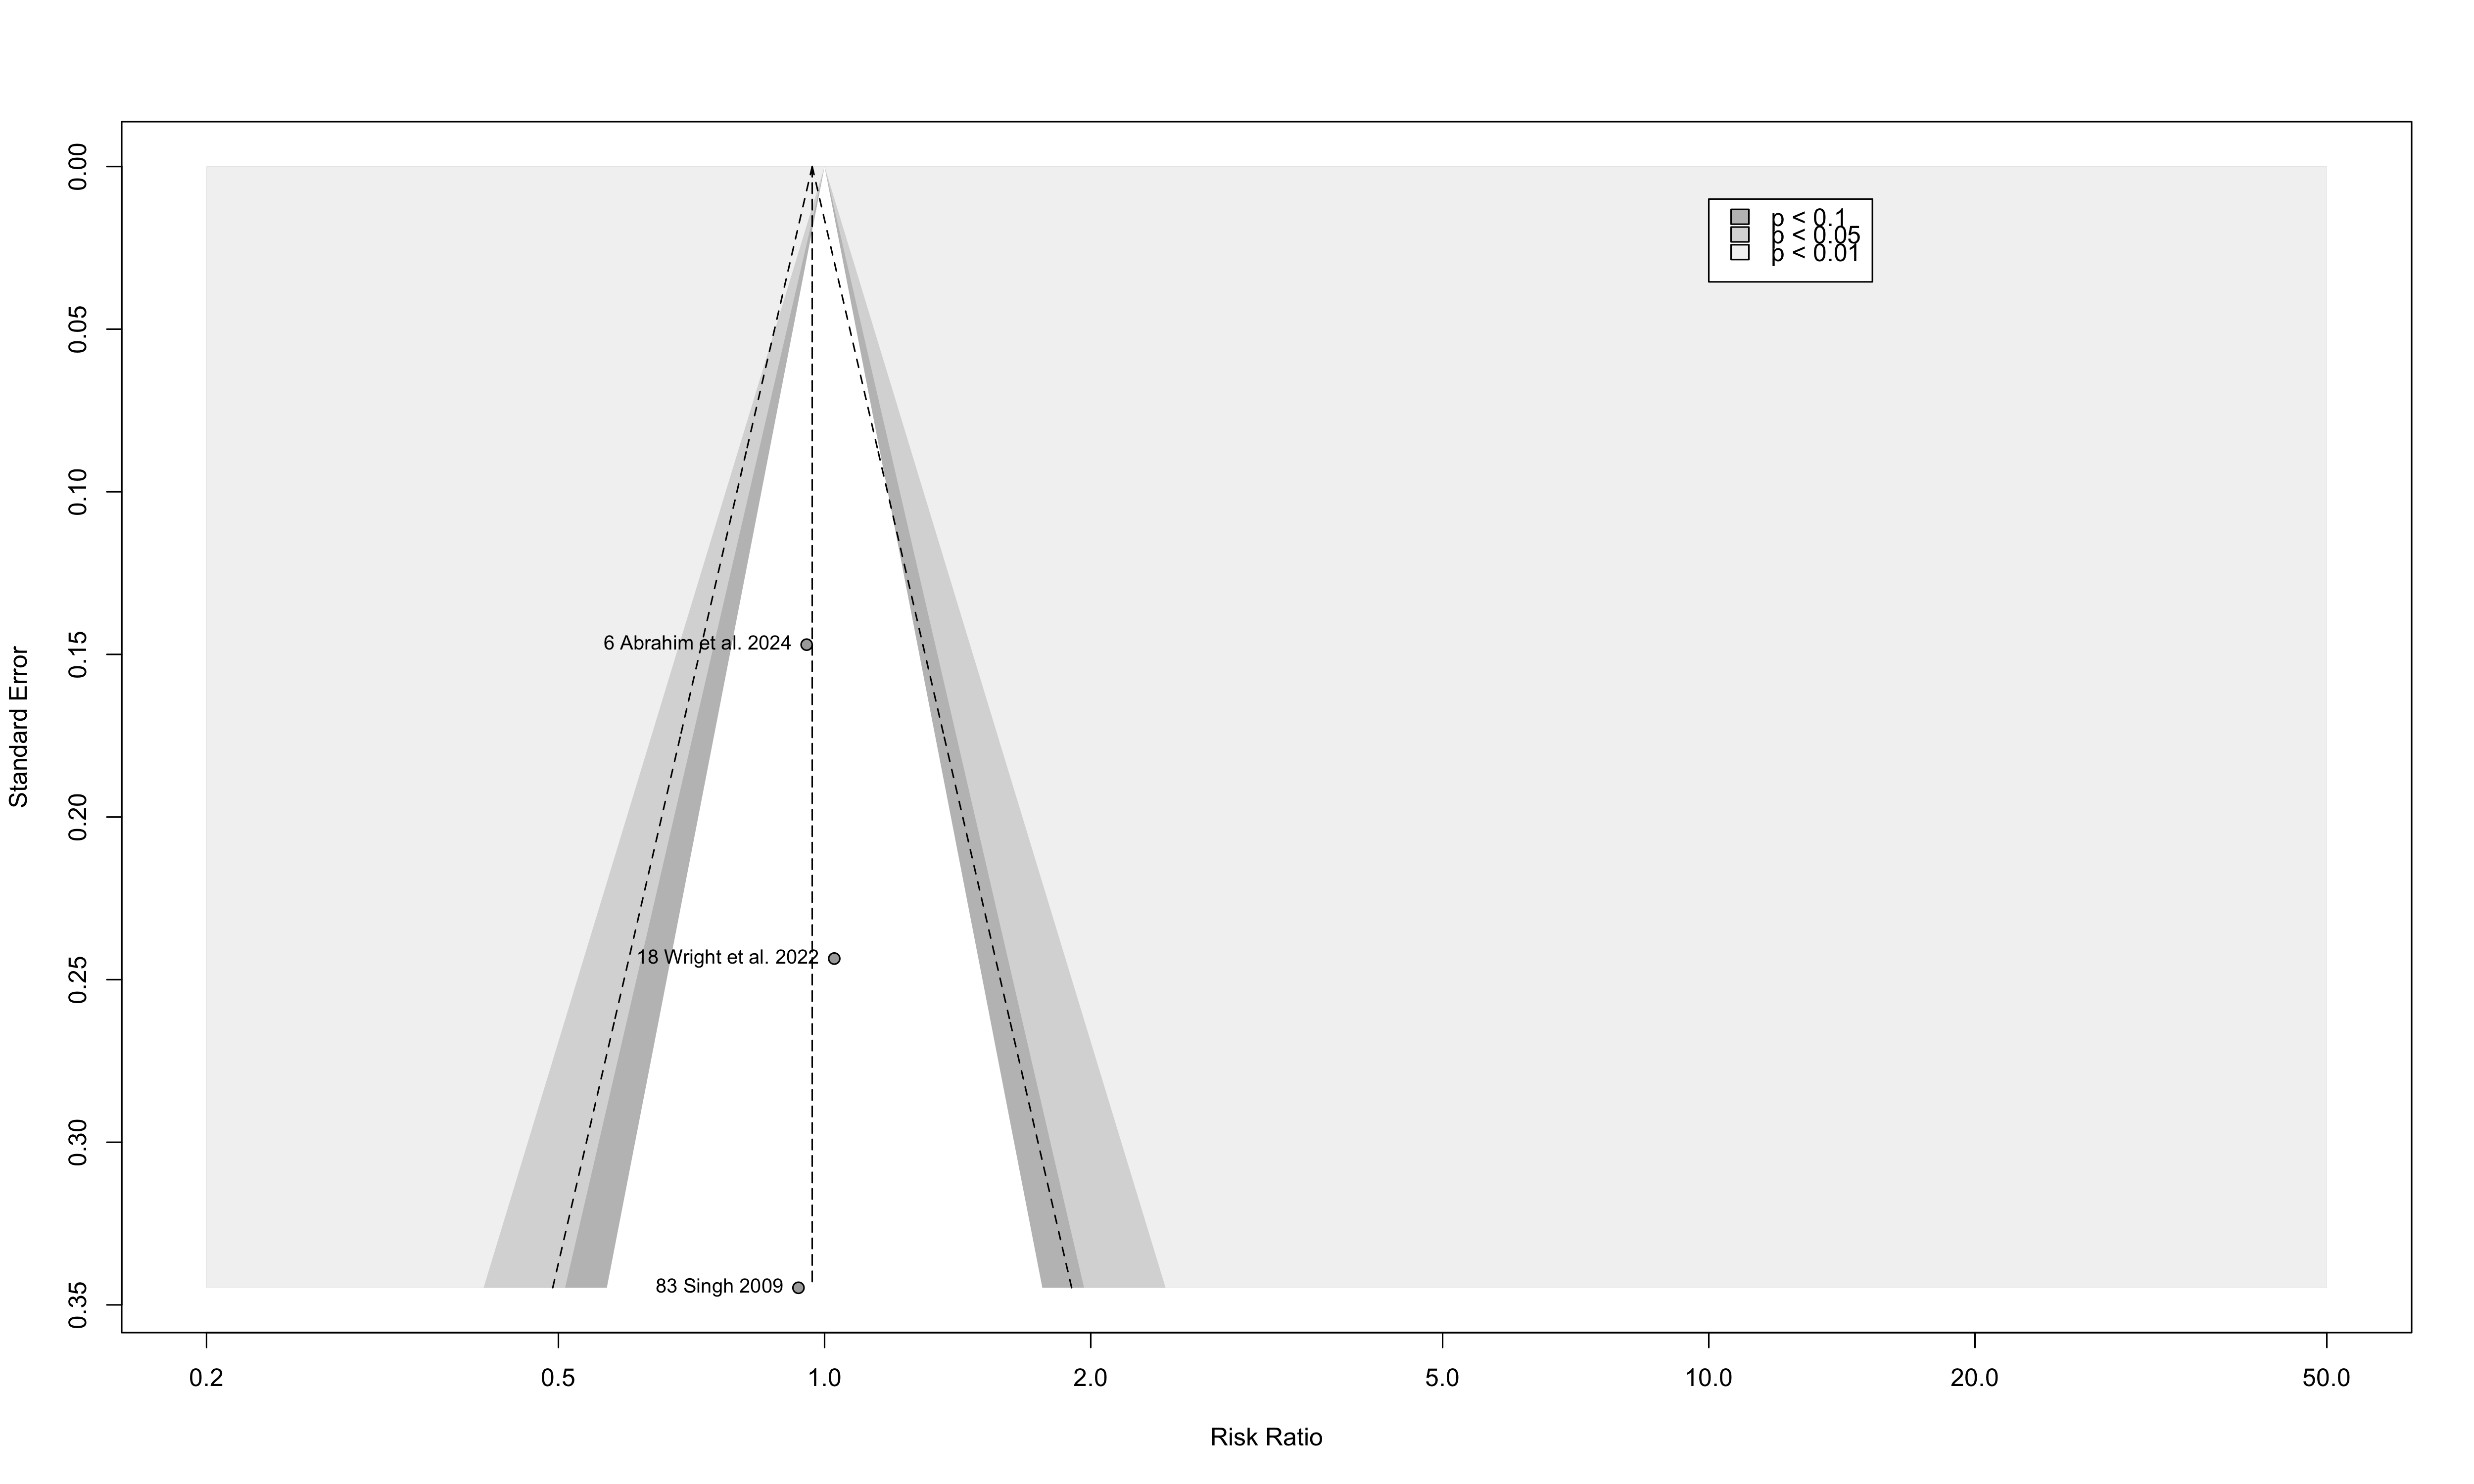 0.00
0.05
0.10
0.15
0.20
0.25
0.30
0.35
Standard Error
p < 0.1
p < 0.05
p < 0.01
6 Abrahim et al. 2024
18 Wright et al. 2022
83 Singh 2009
0.2
0.5
1.0
2.0
5.0
10.0
20.0
50.0
Risk Ratio